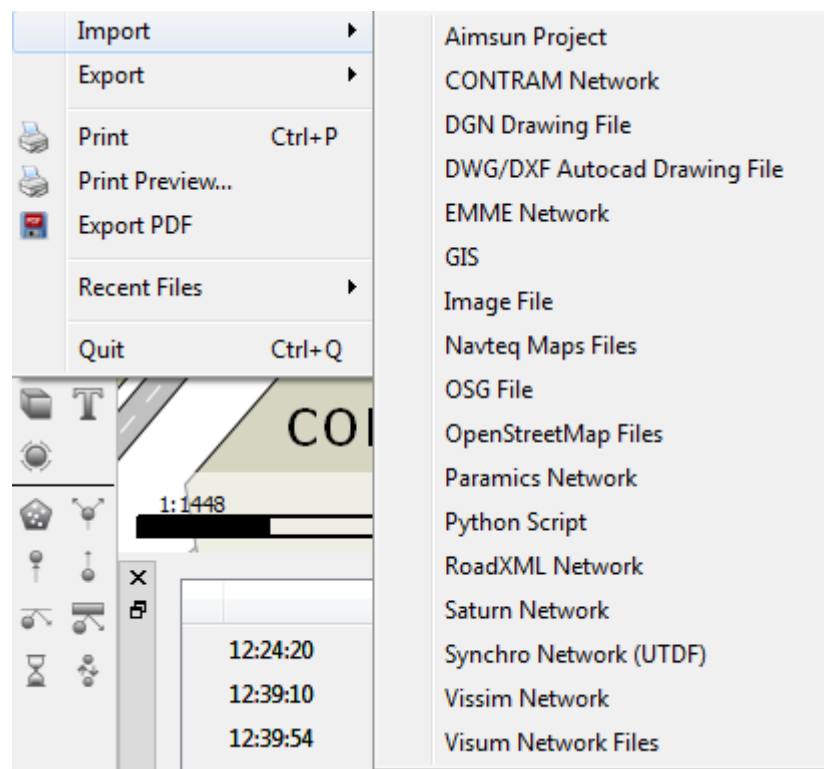 Import
Export
Print Ctrl+P
Print Preview...
Export PDF
Recent Files
Quit Ctrl+Q
Aimsun Project
CONTRAM Network
DGN Drawing File
DWG/DXF Autocad Drawing File
EMME Network
GIS
Image File
Navteq Maps Files
OSG File
OpenStreetMap Files
Paramics Network
Python Script
RoadXML Network
Saturn Network
Synchro Network (UTDF)
Vissim Network
Visum Network Files
T
1:1448
12:24:20
12:39:10
12:39:54